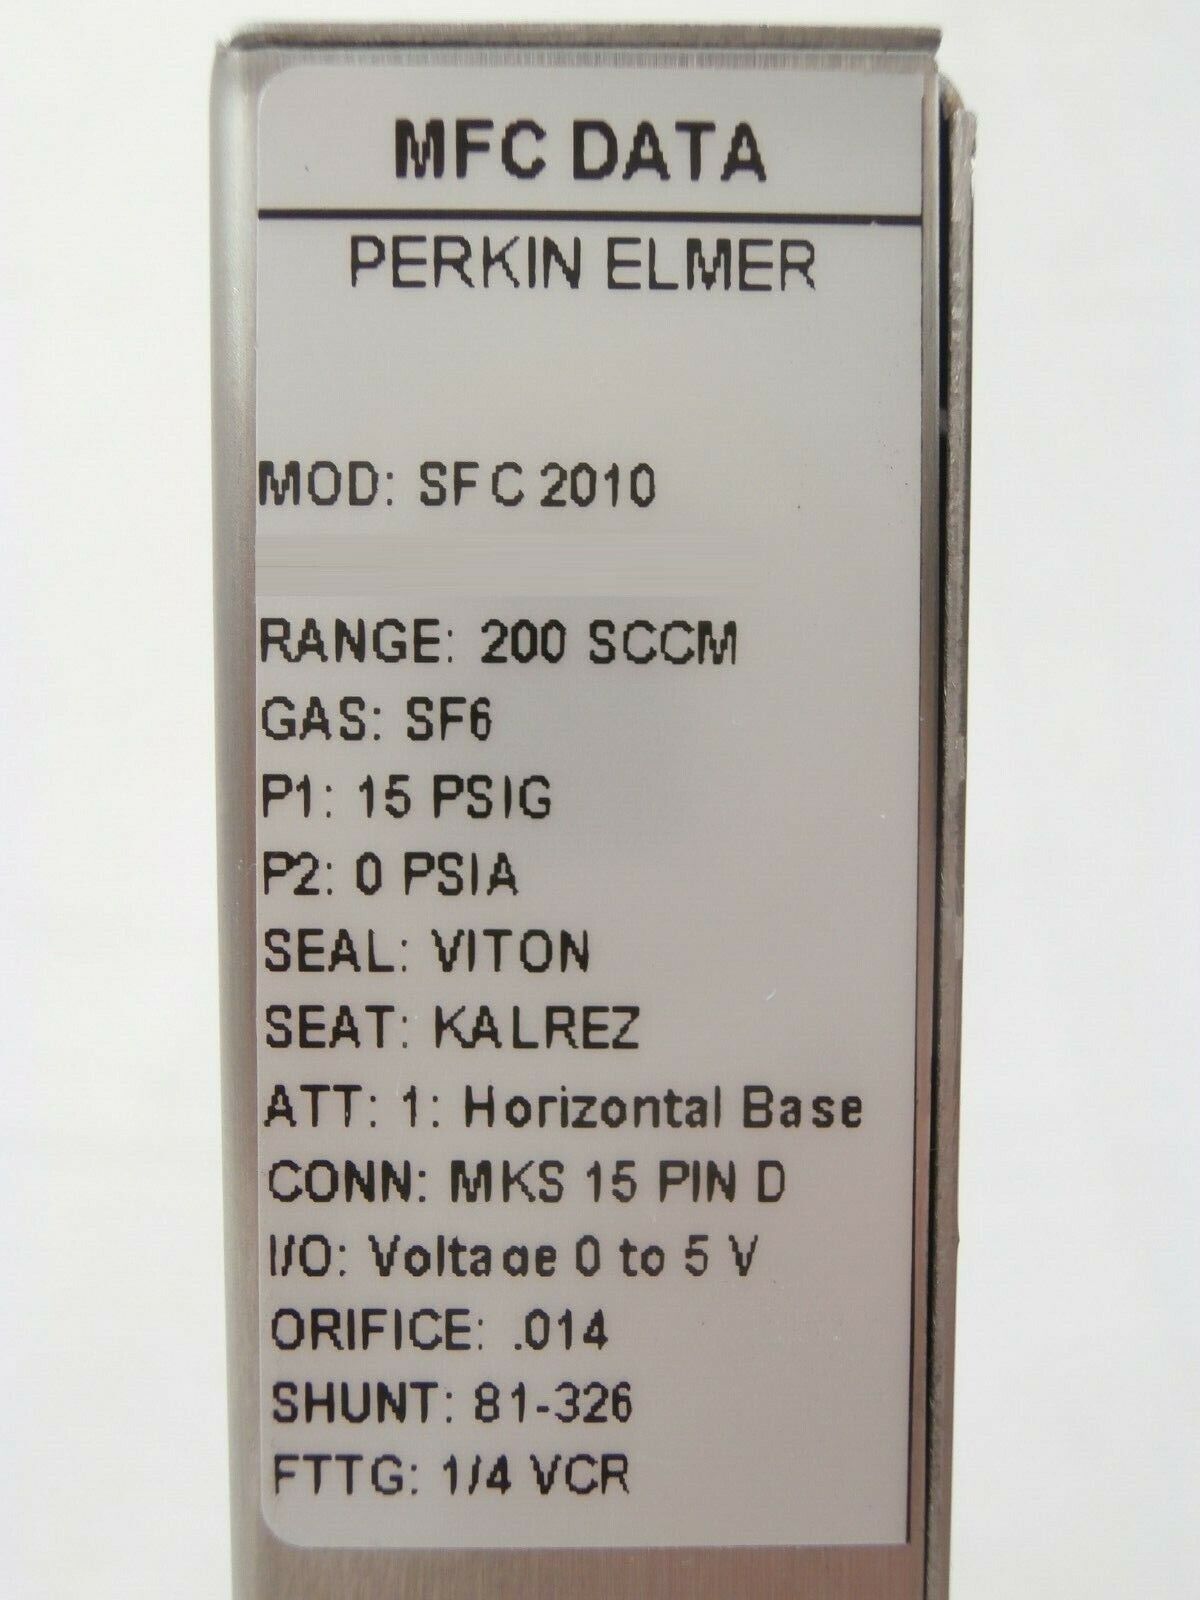 MFC DATA
PERKIN ELMER
MOD: SFC 2010
RANGE: 200 SCCM
GAS: SF6
P1: 15 PSIG
P2: 0 PSIA
SEAL: VITON
SEAT: KALREZ
ATT: 1: Horizontal Base
CONN: MKS 15 PIN D
I/O: Voltage 0 to 5 V
ORIFICE: .014
SHUNT: 81-326
FTTG: 1/4 VCR